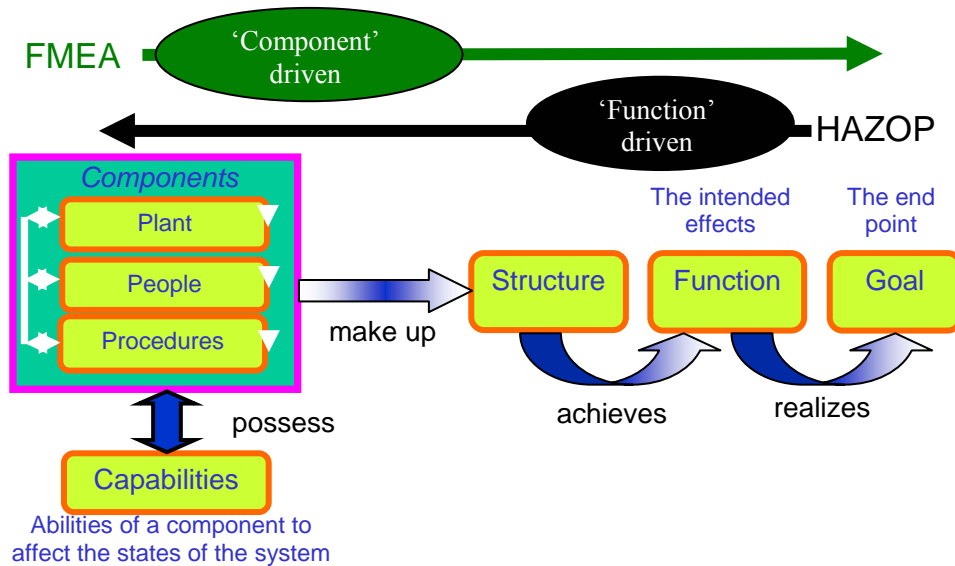 FMEA
‘Component’
driven
‘Function’
driven
HAZOP
Components
Plant
People
Procedures
make up
The intended
effects
The end
point
Structure
Function
Goal
achieves
realizes
possess
Capabilities
Abilities of a component to
affect the states of the system